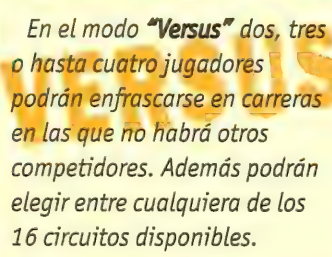 En el modo "Versus" dos, tres
o hasta cuatro jugadores
podrán enfrascarse en carreras
en las que no habrá otros
competidores. Además podrán
elegir entre cualquiera de los
16 circuitos disponibles.
VERSUS